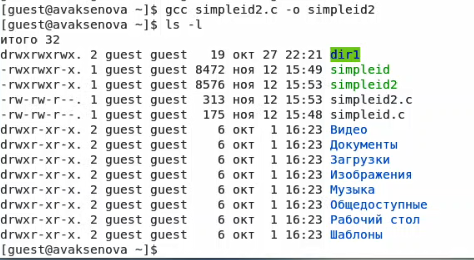 [guest@avaksenova ~]$ gcc simpleid2.c -o simpleid2
[guest@avaksenova ~]$ ls -l
итого 32
drwxrwxrwx. 2 guest guest   19 окт 27 22:21 dir1
-rwxrwxr-x. 1 guest guest 8472 ноя 12 15:49 simpleid
-rwxrwxr-x. 1 guest guest 8576 ноя 12 15:53 simpleid2
-rw-rw-r--. 1 guest guest  313 ноя 12 15:53 simpleid2.c
-rw-rw-r--. 1 guest guest  175 ноя 12 15:48 simpleid.c
drwxr-xr-x. 2 guest guest    6 окт  1 16:23 Видео
drwxr-xr-x. 2 guest guest    6 окт  1 16:23 Документы
drwxr-xr-x. 2 guest guest    6 окт  1 16:23 Загрузки
drwxr-xr-x. 2 guest guest    6 окт  1 16:23 Изображения
drwxr-xr-x. 2 guest guest    6 окт  1 16:23 Музыка
drwxr-xr-x. 2 guest guest    6 окт  1 16:23 Общедоступные
drwxr-xr-x. 2 guest guest    6 окт  1 16:23 Рабочий стол
drwxr-xr-x. 2 guest guest    6 окт  1 16:23 Шаблоны
[guest@avaksenova ~]$